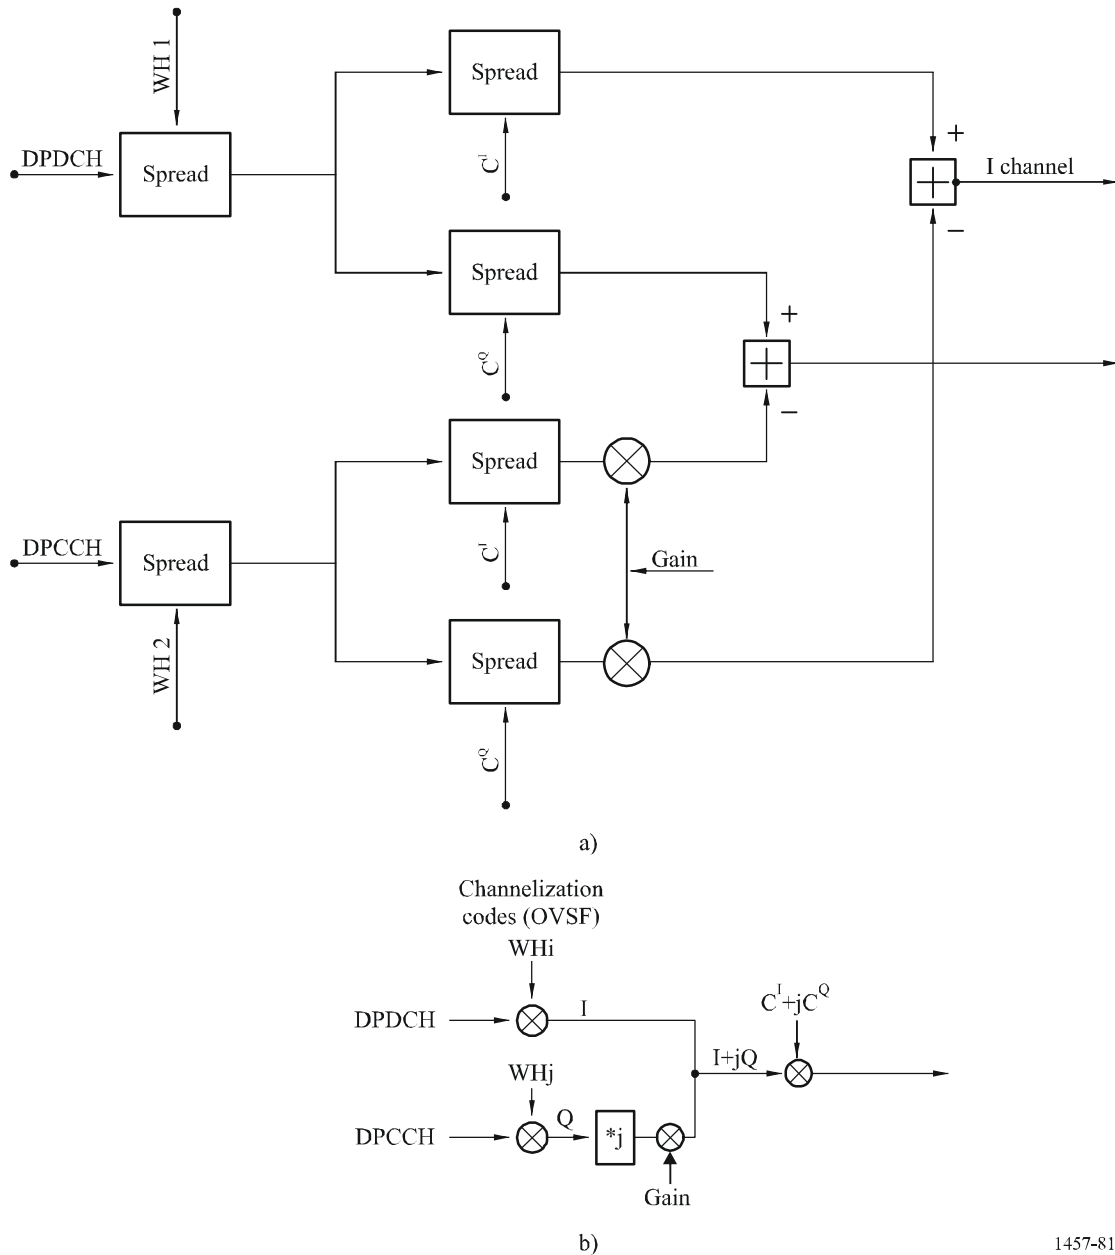 WH 1
Spread
DPDCH
Spread
C^I
+
I channel
−
Spread
C^Q
+
−
Spread
C^I
DPCCH
Spread
Gain
WH 2
Spread
C^Q
a)
Channelization
codes (OVSF)
WHi
DPDCH
I
C^I+jC^Q
I+jQ
WHj
DPCCH
Q
*j
Gain
b)
1457-81